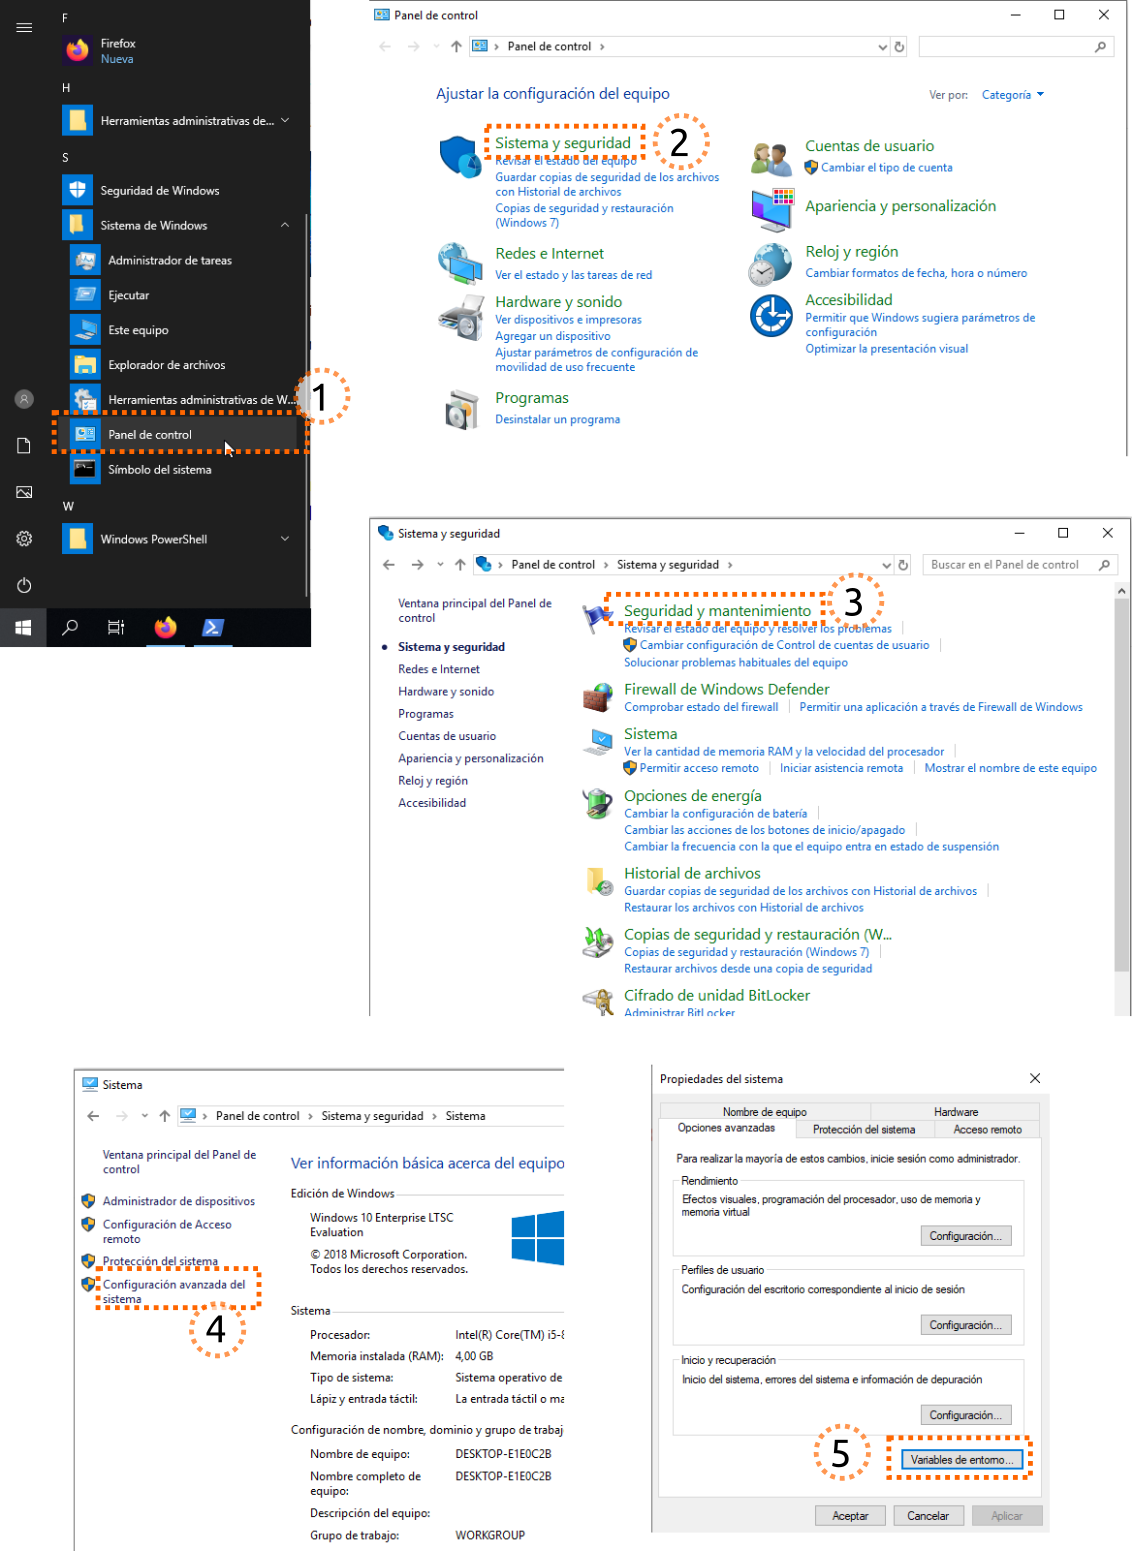 F
Firefox
Nueva
H
Herramientas administrativas de...
S
Seguridad de Windows
Sistema de Windows
Administrador de tareas
Ejecutar
Este equipo
Explorador de archivos
Herramientas administrativas de W...
1
Panel de control
Símbolo del sistema
W
Windows PowerShell
Panel de control
Panel de control
Ajustar la configuración del equipo
Ver por: Categoría
Sistema y seguridad
2
Revisar el estado del equipo
Guardar copias de seguridad de los archivos
con Historial de archivos
Copias de seguridad y restauración
(Windows 7)
Redes e Internet
Ver el estado y las tareas de red
Hardware y sonido
Ver dispositivos e impresoras
Agregar un dispositivo
Ajustar parámetros de configuración de
movilidad de uso frecuente
Programas
Desinstalar un programa
Cuentas de usuario
Cambiar el tipo de cuenta
Apariencia y personalización
Reloj y región
Cambiar formatos de fecha, hora o número
Accesibilidad
Permitir que Windows sugiera parámetros de
configuración
Optimizar la presentación visual
Sistema y seguridad
Panel de control > Sistema y seguridad >
Buscar en el Panel de control
Ventana principal del Panel de
control
Sistema y seguridad
Redes e Internet
Hardware y sonido
Programas
Cuentas de usuario
Apariencia y personalización
Reloj y región
Accesibilidad
Seguridad y mantenimiento
3
Revisar el estado del equipo y resolver los problemas
Cambiar configuración de Control de cuentas de usuario
Solucionar problemas habituales del equipo
Firewall de Windows Defender
Comprobar estado del firewall | Permitir una aplicación a través de Firewall de Windows
Sistema
Ver la cantidad de memoria RAM y la velocidad del procesador
Permitir acceso remoto | Iniciar asistencia remota | Mostrar el nombre de este equipo
Opciones de energía
Cambiar la configuración de batería
Cambiar las acciones de los botones de inicio/apagado
Cambiar la frecuencia con la que el equipo entra en estado de suspensión
Historial de archivos
Guardar copias de seguridad de los archivos con Historial de archivos
Restaurar los archivos con Historial de archivos
Copias de seguridad y restauración (W...
Copias de seguridad y restauración (Windows 7)
Restaurar archivos desde una copia de seguridad
Cifrado de unidad BitLocker
Administrar BitLocker
Sistema
Panel de control > Sistema y seguridad > Sistema
Ventana principal del Panel de
control
Administrador de dispositivos
Configuración de Acceso
remoto
Protección del sistema
Configuración avanzada del
sistema
4
Ver información básica acerca del equipo
Edición de Windows
Windows 10 Enterprise LTSC
Evaluation
© 2018 Microsoft Corporation.
Todos los derechos reservados.
Sistema
Procesador: Intel(R) Core(TM) i5-8
Memoria instalada (RAM): 4,00 GB
Tipo de sistema: Sistema operativo de
Lápiz y entrada táctil: La entrada táctil o ma
Configuración de nombre, dominio y grupo de trabaj
Nombre de equipo: DESKTOP-E1E0C2B
Nombre completo de DESKTOP-E1E0C2B
equipo:
Descripción del equipo:
Grupo de trabajo: WORKGROUP
Propiedades del sistema
Nombre de equipo Hardware
Opciones avanzadas Protección del sistema Acceso remoto
Para realizar la mayoría de estos cambios, inicie sesión como administrador.
Rendimiento
Efectos visuales, programación del procesador, uso de memoria y
memoria virtual
Configuración...
Perfiles de usuario
Configuración del escritorio correspondiente al inicio de sesión
Configuración...
Inicio y recuperación
Inicio del sistema, errores del sistema e información de depuración
Configuración...
5
Variables de entorno...
Aceptar Cancelar Aplicar